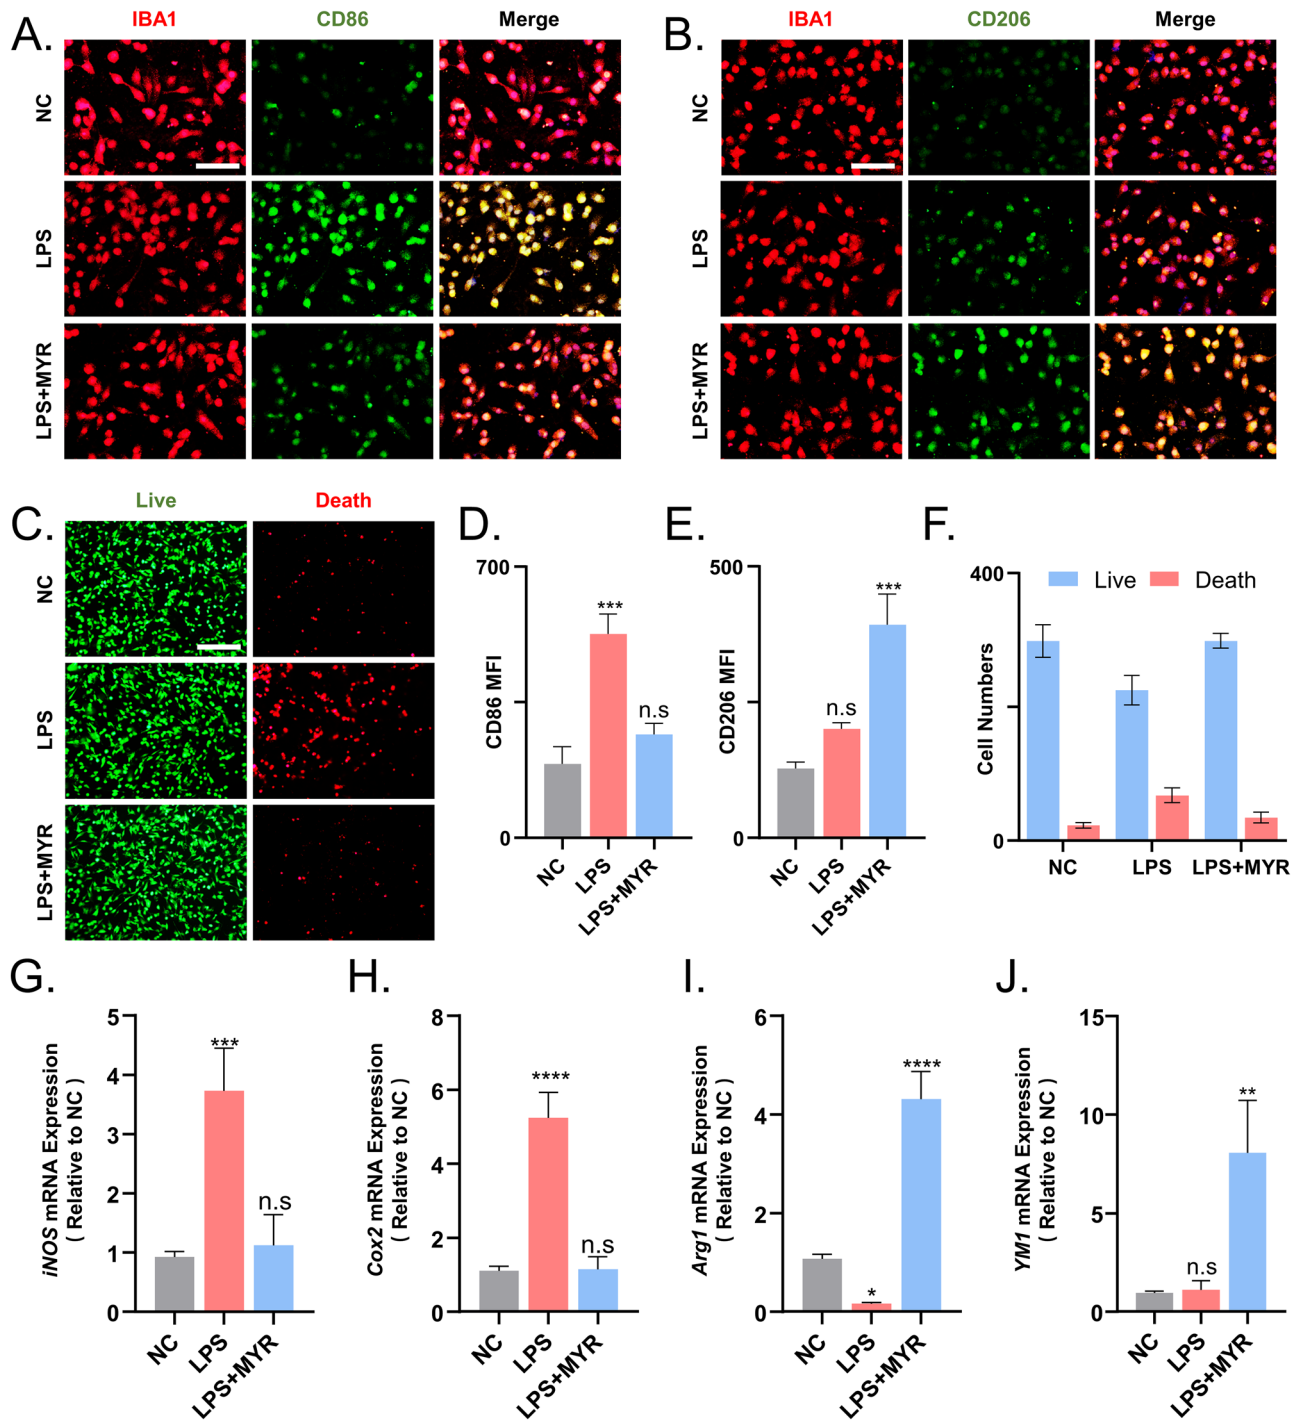 A.
IBA1 CD86 Merge
NC
LPS
LPS+MYR
B.
IBA1 CD206 Merge
NC
LPS
LPS+MYR
C.
Live Death
NC
LPS
LPS+MYR
D.
700
0
CD86 MFI
***
n.s
NC LPS LPS+MYR
E.
500
0
CD206 MFI
n.s
***
NC LPS LPS+MYR
F.
400
0
Cell Numbers
Live Death
NC LPS LPS+MYR
G.
iNOS mRNA Expression
( Relative to NC )
5
4
3
2
1
0
***
n.s
NC LPS LPS+MYR
H.
Cox2 mRNA Expression
( Relative to NC )
8
6
4
2
0
****
n.s
NC LPS LPS+MYR
I.
Arg1 mRNA Expression
( Relative to NC )
6
4
2
0
*
****
NC LPS LPS+MYR
J.
YM1 mRNA Expression
( Relative to NC )
15
10
5
0
n.s
**
NC LPS LPS+MYR